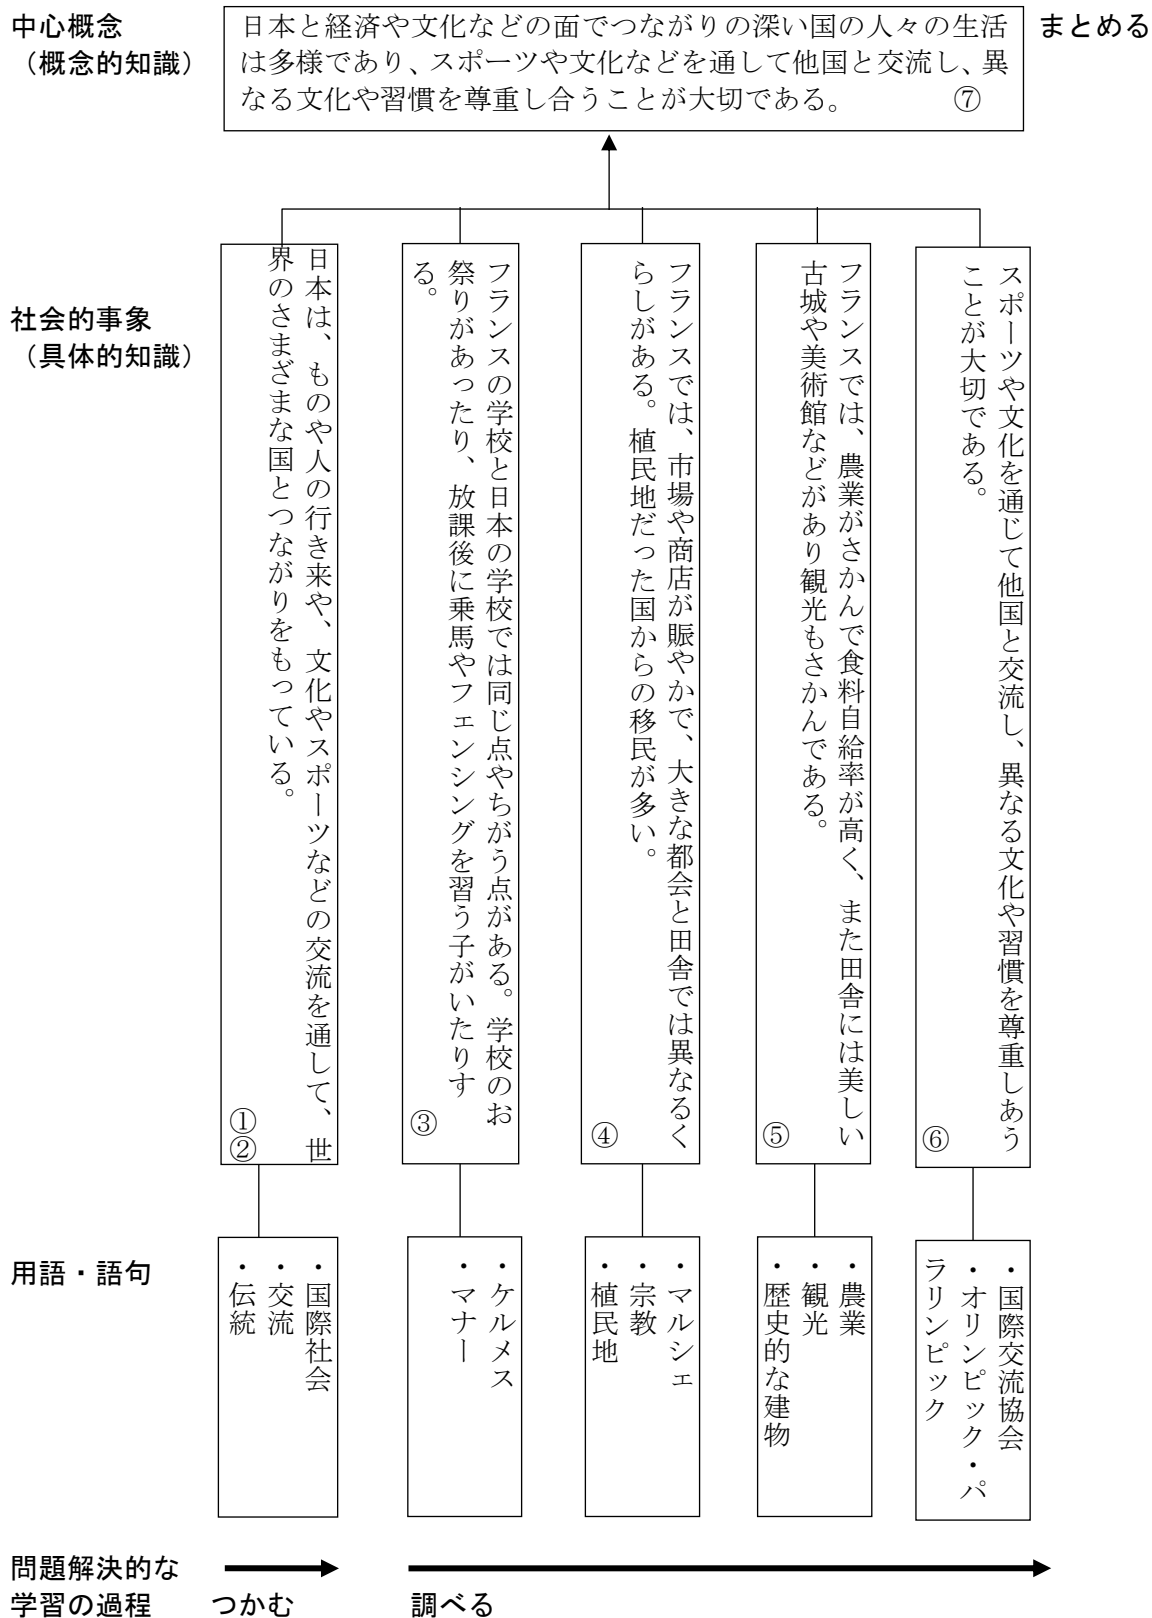 中心概念
（概念的知識）
日本と経済や文化などの面でつながりの深い国の人々の生活
は多様であり、スポーツや文化などを通して他国と交流し、異
なる文化や習慣を尊重し合うことが大切である。 ⑦
まとめる
社会的事象
（具体的知識）
日本は、ものや人の行き来や、文化やスポーツなどの交流を通して、世
界のさまざまな国とつながりをもっている。
①
②
フランスの学校と日本の学校では同じ点やちがう点がある。学校のお
祭りがあったり、放課後に乗馬やフェンシングを習う子がいたりす
る。
③
フランスでは、市場や商店が賑やかで、大きな都会と田舎では異なるく
らしがある。植民地だった国からの移民が多い。
④
フランスでは、農業がさかんで食料自給率が高く、また田舎には美しい
古城や美術館などがあり観光もさかんである。
⑤
スポーツや文化を通じて他国と交流し、異なる文化や習慣を尊重しあう
ことが大切である。
⑥
用語・語句
・国際社会
・交流
・伝統
・ケルメス
・マナー
・マルシェ
・宗教
・植民地
・農業
・観光
・歴史的な建物
・国際交流協会
・オリンピック・パ
ラリンピック
問題解決的な
学習の過程
つかむ
調べる